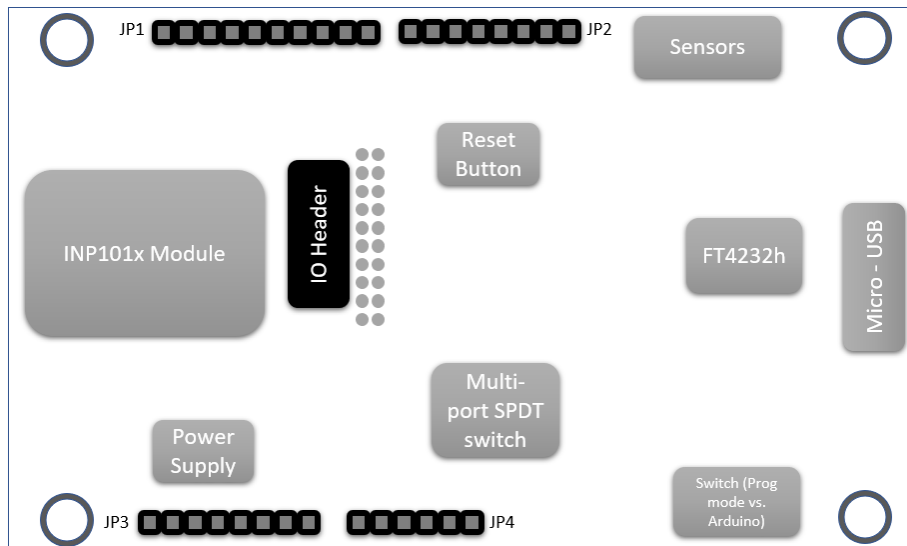 JP1
JP2
Sensors
Reset
Button
INP101x Module
IO Header
FT4232h
Micro - USB
Multi-
port SPDT
switch
Power
Supply
Switch (Prog
mode vs.
Arduino)
JP3
JP4